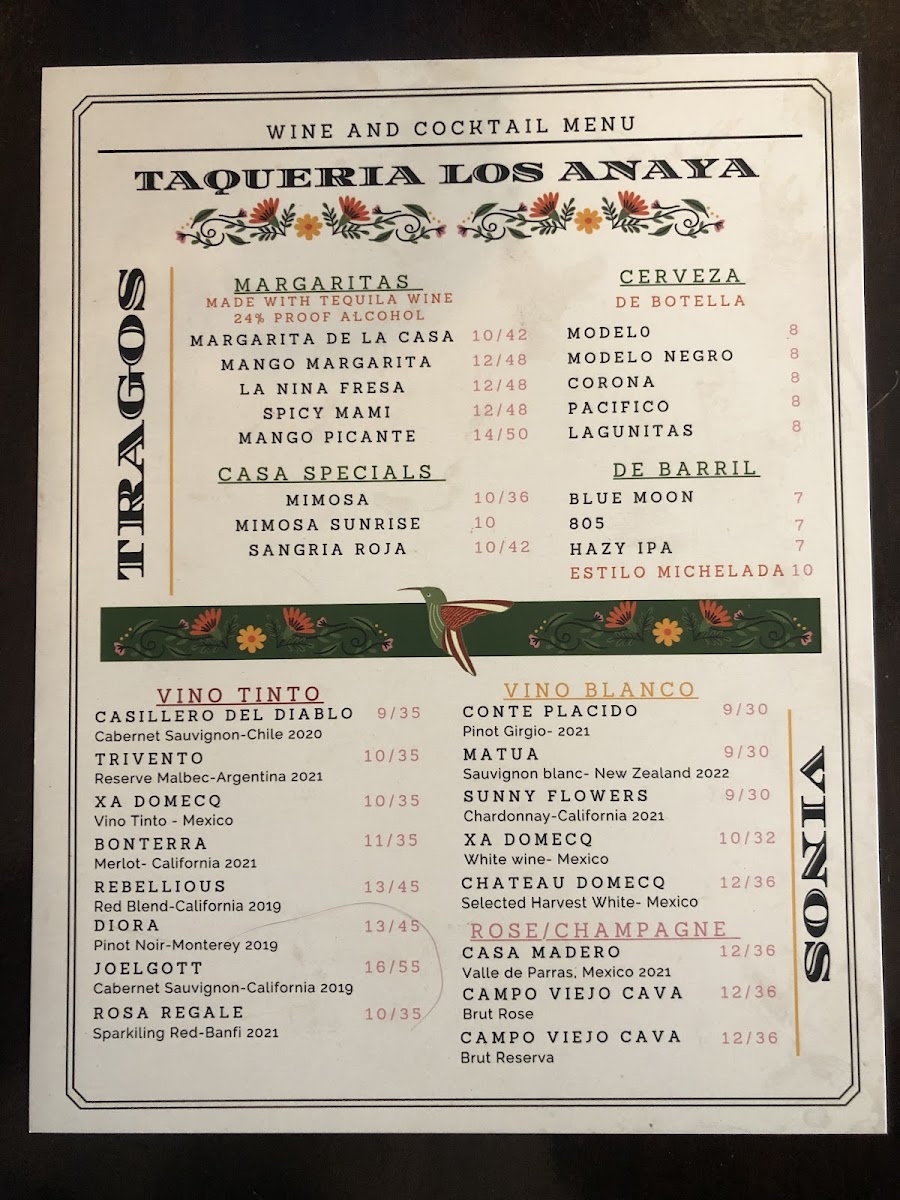 WINE AND COCKTAIL MENU
TAQUERIA LOS ANAYA
TRAGOS
MARGARITAS
MADE WITH TEQUILA WINE
24% PROOF ALCOHOL
MARGARITA DE LA CASA 10/42
MANGO MARGARITA 12/48
LA NINA FRESA 12/48
SPICY MAMI 12/48
MANGO PICANTE 14/50
CASA SPECIALS
MIMOSA 10/36
MIMOSA SUNRISE 10
SANGRIA ROJA 10/42
CERVEZA
DE BOTELLA
MODEL0 8
MODELO NEGRO 8
CORONA 8
PACIFICO 8
LAGUNITAS 8
DE BARRIL
BLUE MOON 7
805 7
HAZY IPA 7
ESTILO MICHELADA 10
VINO TINTO
CASILLERO DEL DIABLO 9/35
Cabernet Sauvignon-Chile 2020
TRIVENTO 10/35
Reserve Malbec-Argentina 2021
XA DOMECQ 10/35
Vino Tinto - Mexico
BONTERRA 11/35
Merlot- California 2021
REBELLIOUS 13/45
Red Blend-California 2019
DIORA 13/45
Pinot Noir-Monterey 2019
JOELGOTT 16/55
Cabernet Sauvignon-California 2019
ROSA REGALE 10/35
Sparkiling Red-Banfi 2021
VINO BLANCO
CONTE PLACIDO 9/30
Pinot Girgio- 2021
MATUA 9/30
Sauvignon blanc- New Zealand 2022
SUNNY FLOWERS 9/30
Chardonnay-California 2021
XA DOMECQ 10/32
White wine- Mexico
CHATEAU DOMECQ 12/36
Selected Harvest White- Mexico
ROSE/CHAMPAGNE
CASA MADERO 12/36
Valle de Parras, Mexico 2021
CAMPO VIEJO CAVA 12/36
Brut Rose
CAMPO VIEJO CAVA 12/36
Brut Reserva
VINOS